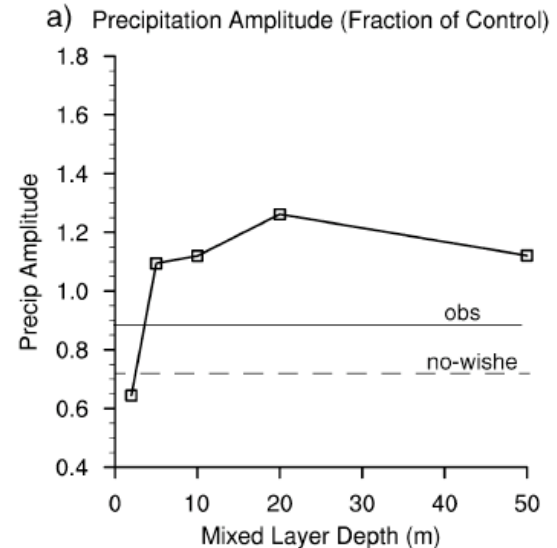 a) Precipitation Amplitude (Fraction of Control)
1.8
1.6
1.4
1.2
1.0
0.8
0.6
0.4
Precip Amplitude
obs
no-wishe
0 10 20 30 40 50
Mixed Layer Depth (m)